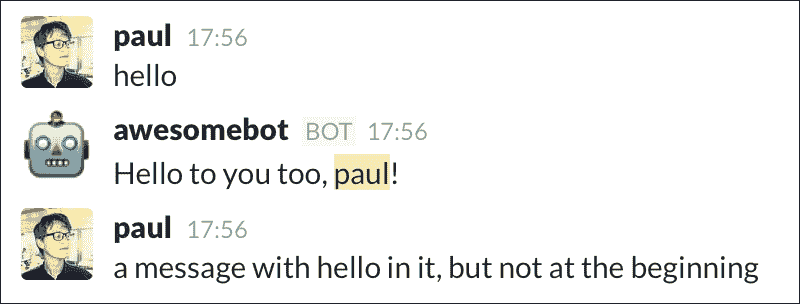 paul 17:56
hello
awesomebot BOT 17:56
Hello to you too, paul!
paul 17:56
a message with hello in it, but not at the beginning